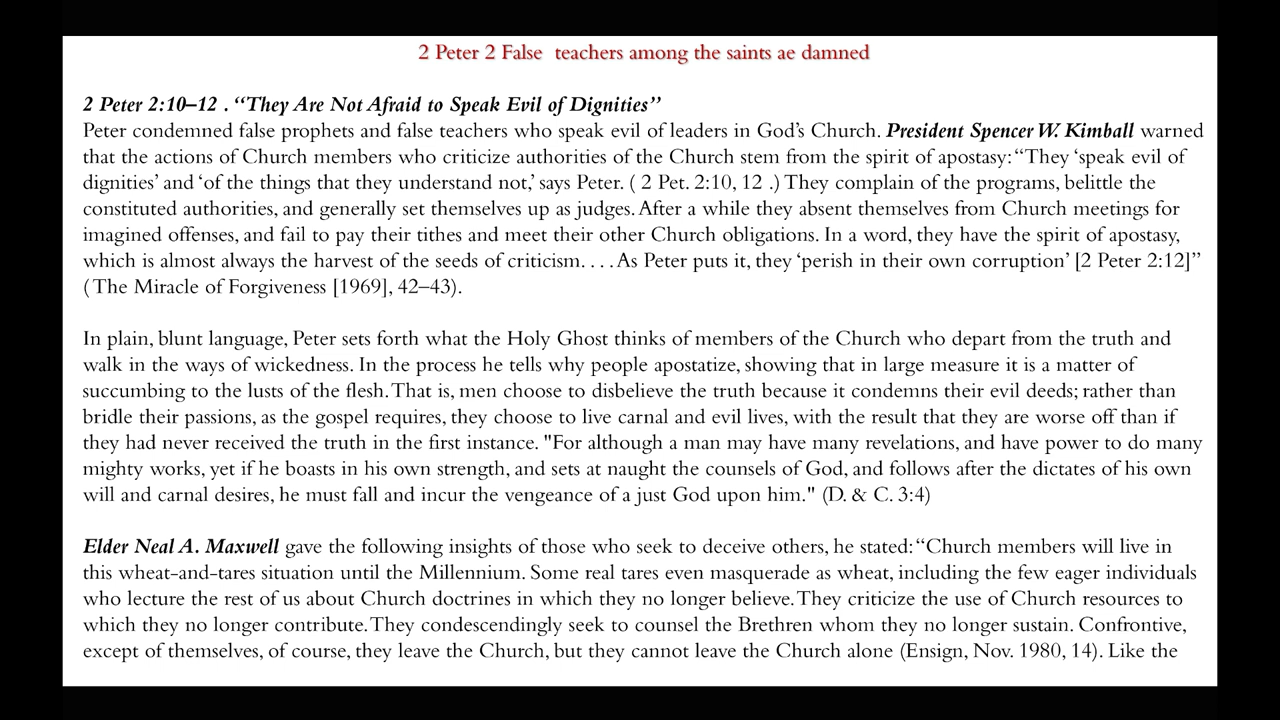 2 Peter 2 False  teachers among the saints ae damned
2 Peter 2:10–12 . “They Are Not Afraid to Speak Evil of Dignities”
Peter condemned false prophets and false teachers who speak evil of leaders in God’s Church. President Spencer W. Kimball warned
that the actions of Church members who criticize authorities of the Church stem from the spirit of apostasy: “They ‘speak evil of
dignities’ and ‘of the things that they understand not,’ says Peter. ( 2 Pet. 2:10, 12 .) They complain of the programs, belittle the
constituted authorities, and generally set themselves up as judges. After a while they absent themselves from Church meetings for
imagined offenses, and fail to pay their tithes and meet their other Church obligations. In a word, they have the spirit of apostasy,
which is almost always the harvest of the seeds of criticism. . . . As Peter puts it, they ‘perish in their own corruption’ [2 Peter 2:12]”
( The Miracle of Forgiveness [1969], 42–43).
In plain, blunt language, Peter sets forth what the Holy Ghost thinks of members of the Church who depart from the truth and
walk in the ways of wickedness. In the process he tells why people apostatize, showing that in large measure it is a matter of
succumbing to the lusts of the flesh. That is, men choose to disbelieve the truth because it condemns their evil deeds; rather than
bridle their passions, as the gospel requires, they choose to live carnal and evil lives, with the result that they are worse off than if
they had never received the truth in the first instance. "For although a man may have many revelations, and have power to do many
mighty works, yet if he boasts in his own strength, and sets at naught the counsels of God, and follows after the dictates of his own
will and carnal desires, he must fall and incur the vengeance of a just God upon him." (D. & C. 3:4)
Elder Neal A. Maxwell gave the following insights of those who seek to deceive others, he stated: “Church members will live in
this wheat-and-tares situation until the Millennium. Some real tares even masquerade as wheat, including the few eager individuals
who lecture the rest of us about Church doctrines in which they no longer believe. They criticize the use of Church resources to
which they no longer contribute. They condescendingly seek to counsel the Brethren whom they no longer sustain. Confrontive,
except of themselves, of course, they leave the Church, but they cannot leave the Church alone (Ensign, Nov. 1980, 14). Like the